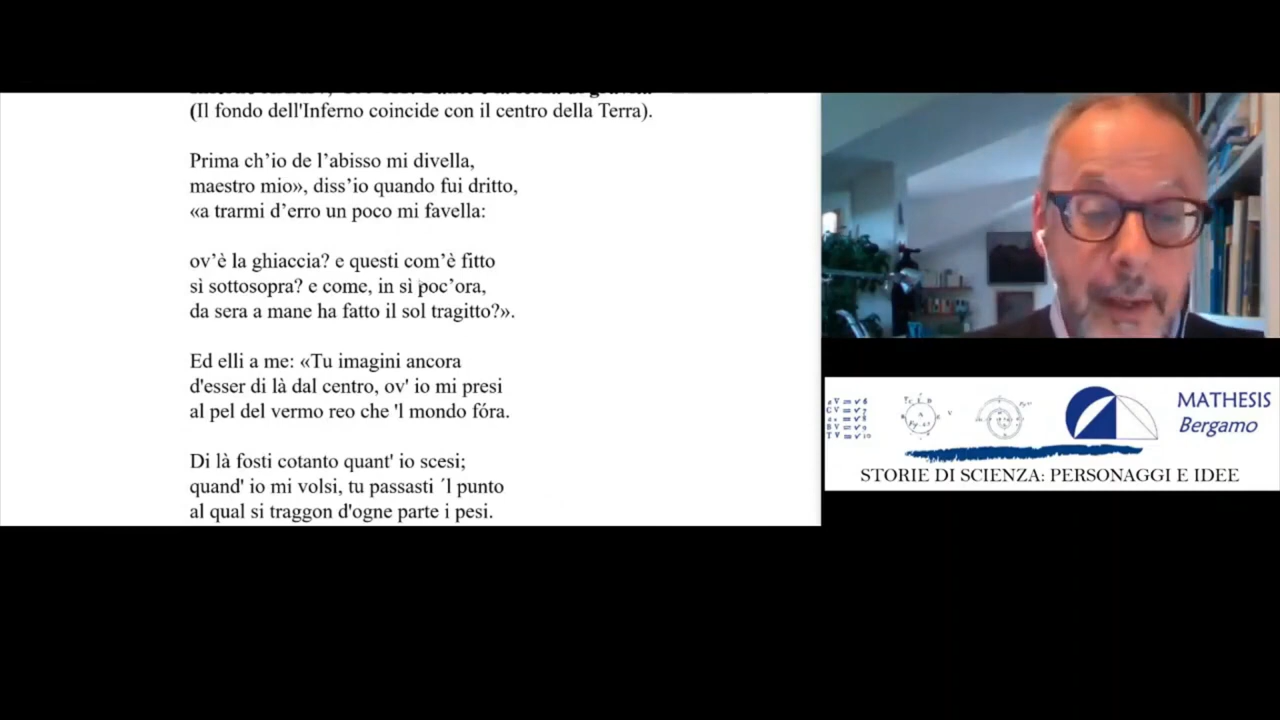 (Il fondo dell'Inferno coincide con il centro della Terra).
Prima ch’io de l’abisso mi divella,
maestro mio», diss’io quando fui dritto,
«a trarmi d’erro un poco mi favella:
ov’è la ghiaccia? e questi com’è fitto
sì sottosopra? e come, in sì poc’ora,
da sera a mane ha fatto il sol tragitto?».
Ed elli a me: «Tu imagini ancora
d'esser di là dal centro, ov' io mi presi
al pel del vermo reo che 'l mondo fóra.
Di là fosti cotanto quant' io scesi;
quand' io mi volsi, tu passasti ´l punto
al qual si traggon d'ogne parte i pesi.
MATHESIS
Bergamo
STORIE DI SCIENZA: PERSONAGGI E IDEE